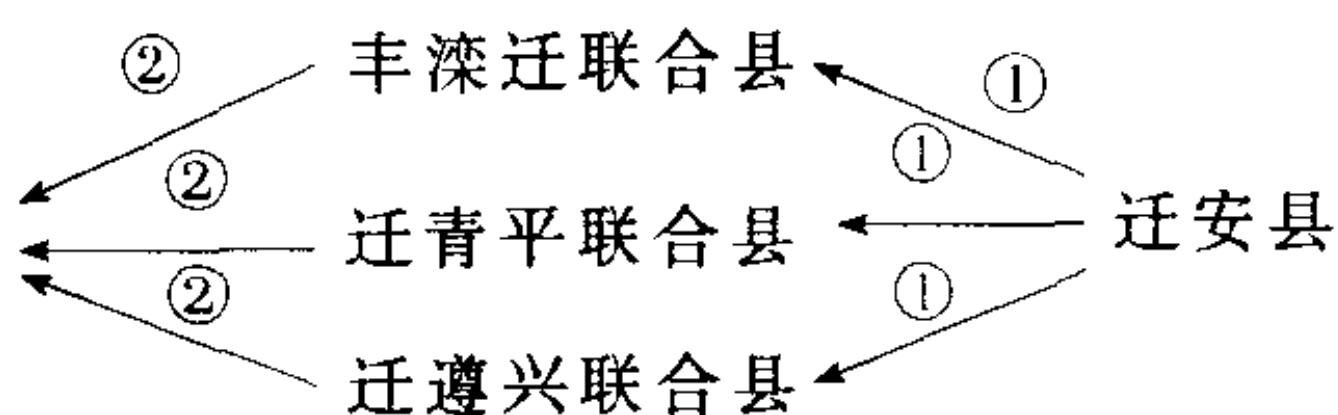 ② 丰滦迁联合县 ①
② ①
迁青平联合县 迁安县
② ①
迁遵兴联合县